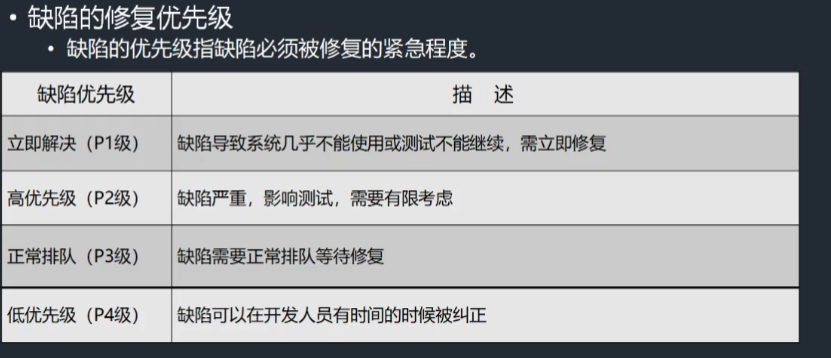 • 缺陷的修复优先级
• 缺陷的优先级指缺陷必须被修复的紧急程度。
缺陷优先级 描 述
立即解决（P1级） 缺陷导致系统几乎不能使用或测试不能继续，需立即修复
高优先级（P2级） 缺陷严重，影响测试，需要有限考虑
正常排队（P3级） 缺陷需要正常排队等待修复
低优先级（P4级） 缺陷可以在开发人员有时间的时候被纠正